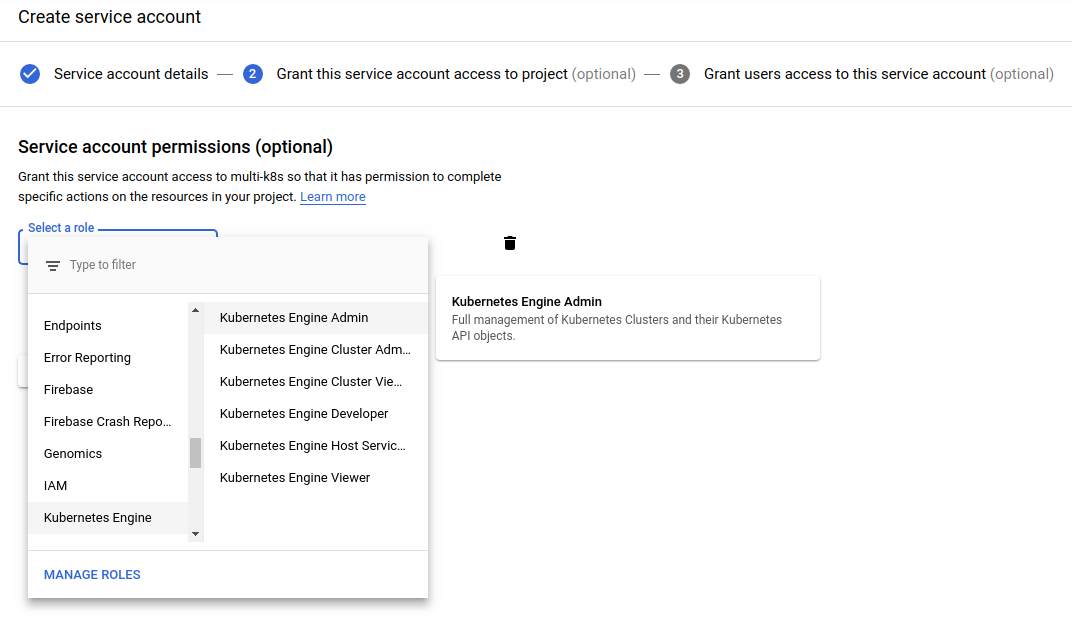 Create service account
Service account details — 2 Grant this service account access to project (optional) — 3 Grant users access to this service account (optional)
Service account permissions (optional)
Grant this service account access to multi-k8s so that it has permission to complete
specific actions on the resources in your project. Learn more
Select a role
Type to filter
Endpoints
Error Reporting
Firebase
Firebase Crash Repo...
Genomics
IAM
Kubernetes Engine
Kubernetes Engine Admin
Kubernetes Engine Cluster Adm...
Kubernetes Engine Cluster Vie...
Kubernetes Engine Developer
Kubernetes Engine Host Servic...
Kubernetes Engine Viewer
MANAGE ROLES
Kubernetes Engine Admin
Full management of Kubernetes Clusters and their Kubernetes
API objects.